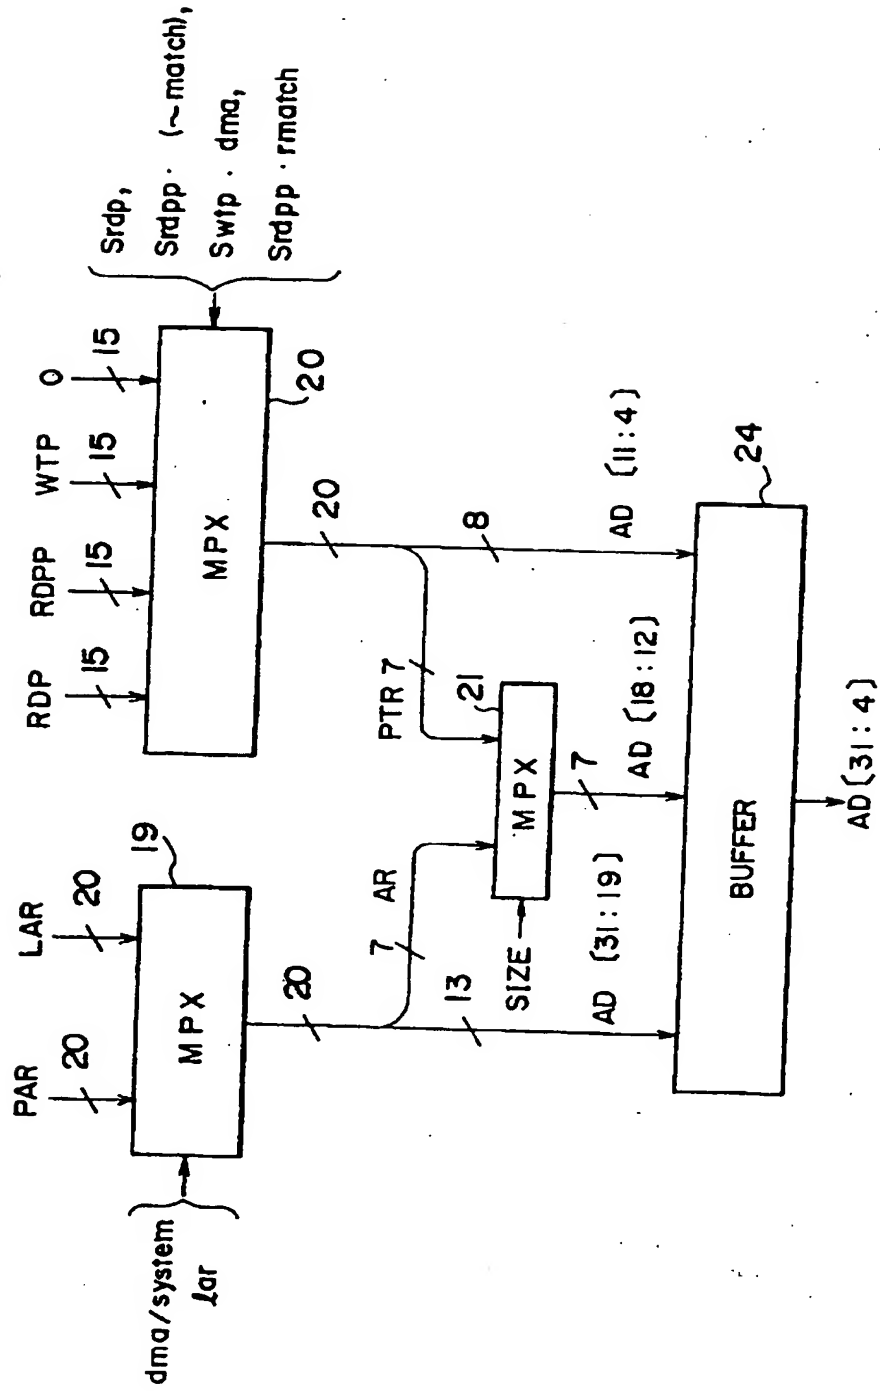 PAR
20
LAR
20
19
MPX
dma/system
lar
20
7
AR
13
SIZE
AD [31:19]
RDP
15
RDPP
15
WTP
15
0
15
MPX
20
Srdp,
Srdpp · (~match),
Swtp · dma,
Srdpp · rmatch
20
PTR 7
21
MPX
7
AD [18:12]
8
AD [11:4]
24
BUFFER
AD [31:4]